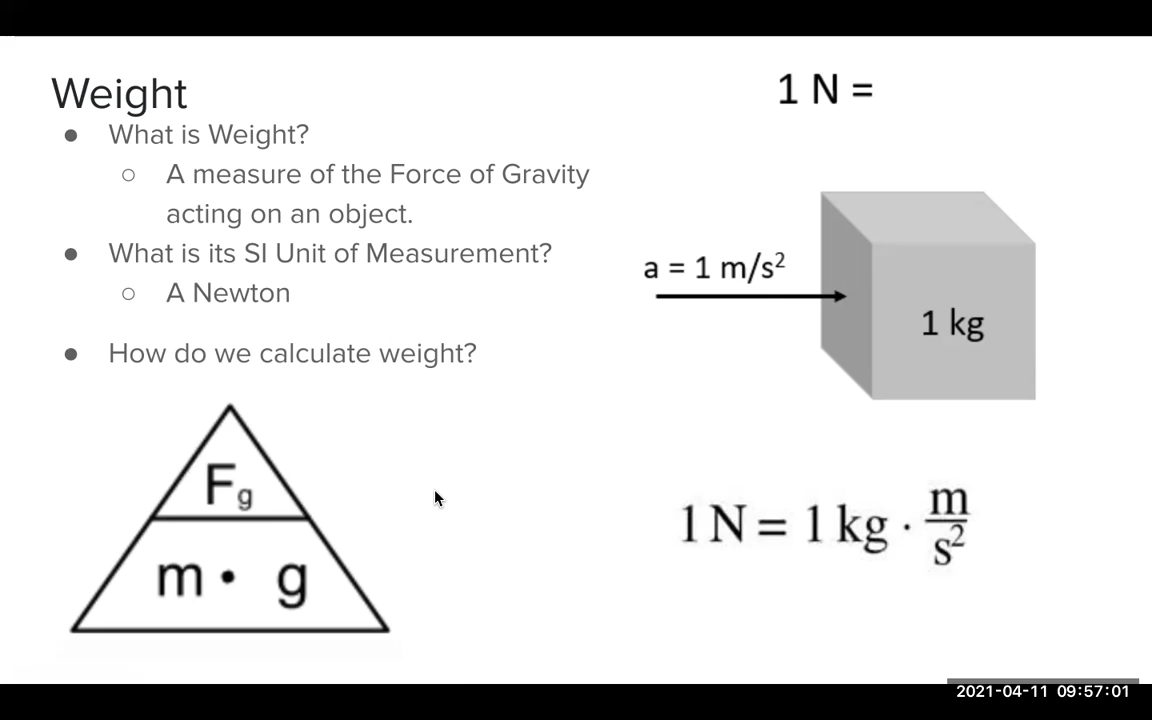 Weight
● What is Weight?
○ A measure of the Force of Gravity
acting on an object.
● What is its SI Unit of Measurement?
○ A Newton
● How do we calculate weight?
F_g
m • g
1 N =
a = 1 m/s²
1 kg
1 N = 1 kg · m/s²
2021-04-11 09:57:01